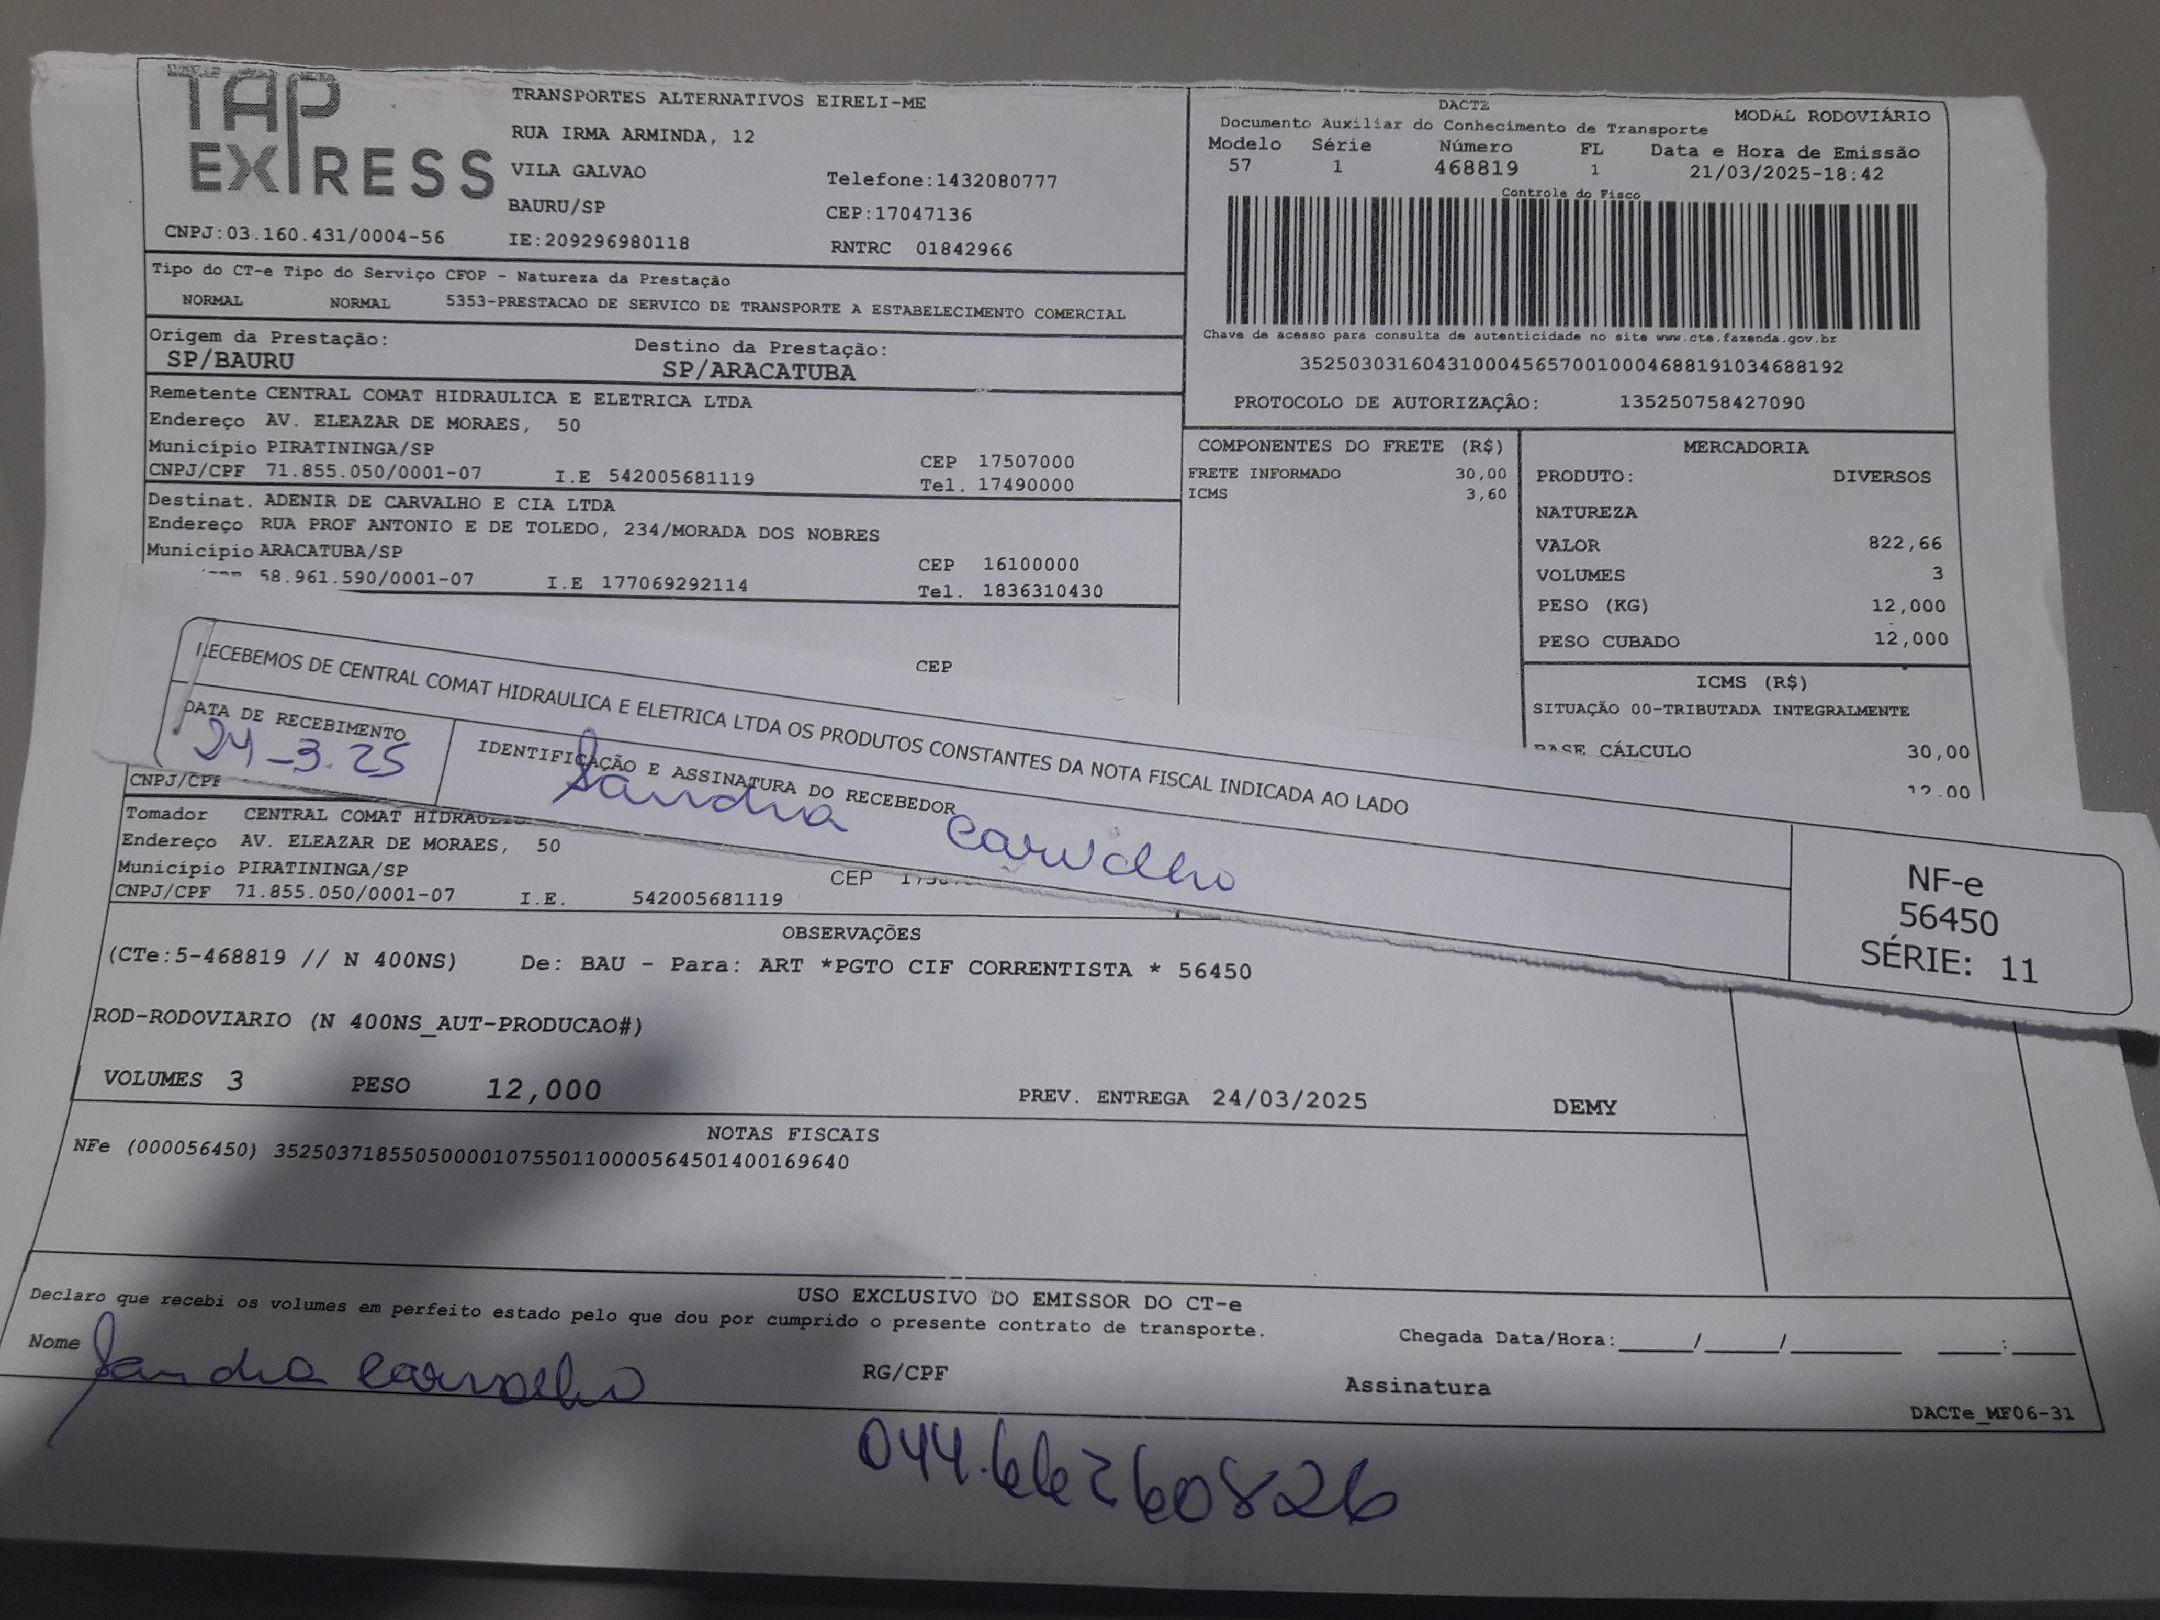 TAP EXPRESS
TRANSPORTES ALTERNATIVOS EIRELI-ME
RUA IRMA ARMINDA, 12
VILA GALVAO Telefone:1432080777
BAURU/SP CEP:17047136
CNPJ:03.160.431/0004-56 IE:209296980118 RNTRC 01842966
DACTE MODAL RODOVIÁRIO
Documento Auxiliar do Conhecimento de Transporte
Modelo Série Número FL Data e Hora de Emissão
57 1 468819 1 21/03/2025-18:42
Controle do Fisco
Chave de acesso para consulta de autenticidade no site www.cte.fazenda.gov.br
35250303160431000456570010004688191034688192
PROTOCOLO DE AUTORIZAÇÂO: 135250758427090
Tipo do CT-e Tipo do Serviço CFOP - Natureza da Prestação
NORMAL NORMAL 5353-PRESTACAO DE SERVICO DE TRANSPORTE A ESTABELECIMENTO COMERCIAL
Origem da Prestação: Destino da Prestação:
SP/BAURU SP/ARACATUBA
Remetente CENTRAL COMAT HIDRAULICA E ELETRICA LTDA
Endereço AV. ELEAZAR DE MORAES, 50
Município PIRATININGA/SP CEP 17507000
CNPJ/CPF 71.855.050/0001-07 I.E 542005681119 Tel. 17490000
Destinat. ADENIR DE CARVALHO E CIA LTDA
Endereço RUA PROF ANTONIO E DE TOLEDO, 234/MORADA DOS NOBRES
Município ARACATUBA/SP CEP 16100000
58.961.590/0001-07 I.E 177069292114 Tel. 1836310430
CEP
COMPONENTES DO FRETE (R$)
FRETE INFORMADO 30,00
ICMS 3,60
MERCADORIA
PRODUTO: DIVERSOS
NATUREZA
VALOR 822,66
VOLUMES 3
PESO (KG) 12,000
PESO CUBADO 12,000
ICMS (R$)
SITUAÇÃO 00-TRIBUTADA INTEGRALMENTE
BASE CÁLCULO 30,00
12,00
RECEBEMOS DE CENTRAL COMAT HIDRAULICA E ELETRICA LTDA OS PRODUTOS CONSTANTES DA NOTA FISCAL INDICADA AO LADO
DATA DE RECEBIMENTO IDENTIFICAÇÃO E ASSINATURA DO RECEBEDOR
24-3.25 Sandra Carvalho
NF-e
56450
SÉRIE: 11
CNPJ/CPF
Tomador CENTRAL COMAT HIDRAULIC
Endereço AV. ELEAZAR DE MORAES, 50
Município PIRATININGA/SP CEP
CNPJ/CPF 71.855.050/0001-07 I.E. 542005681119
OBSERVAÇÕES
(CTe:5-468819 // N 400NS) De: BAU - Para: ART *PGTO CIF CORRENTISTA * 56450
ROD-RODOVIARIO (N 400NS_AUT-PRODUCAO#)
VOLUMES 3 PESO 12,000 PREV. ENTREGA 24/03/2025 DEMY
NOTAS FISCAIS
NFe (000056450) 35250371855050000107550110000564501400169640
USO EXCLUSIVO DO EMISSOR DO CT-e
Declaro que recebi os volumes em perfeito estado pelo que dou por cumprido o presente contrato de transporte.
Chegada Data/Hora:_____/_____/_______ ____:____
Nome Sandra Carvalho RG/CPF Assinatura
DACTe_MF06-31
044.66260826